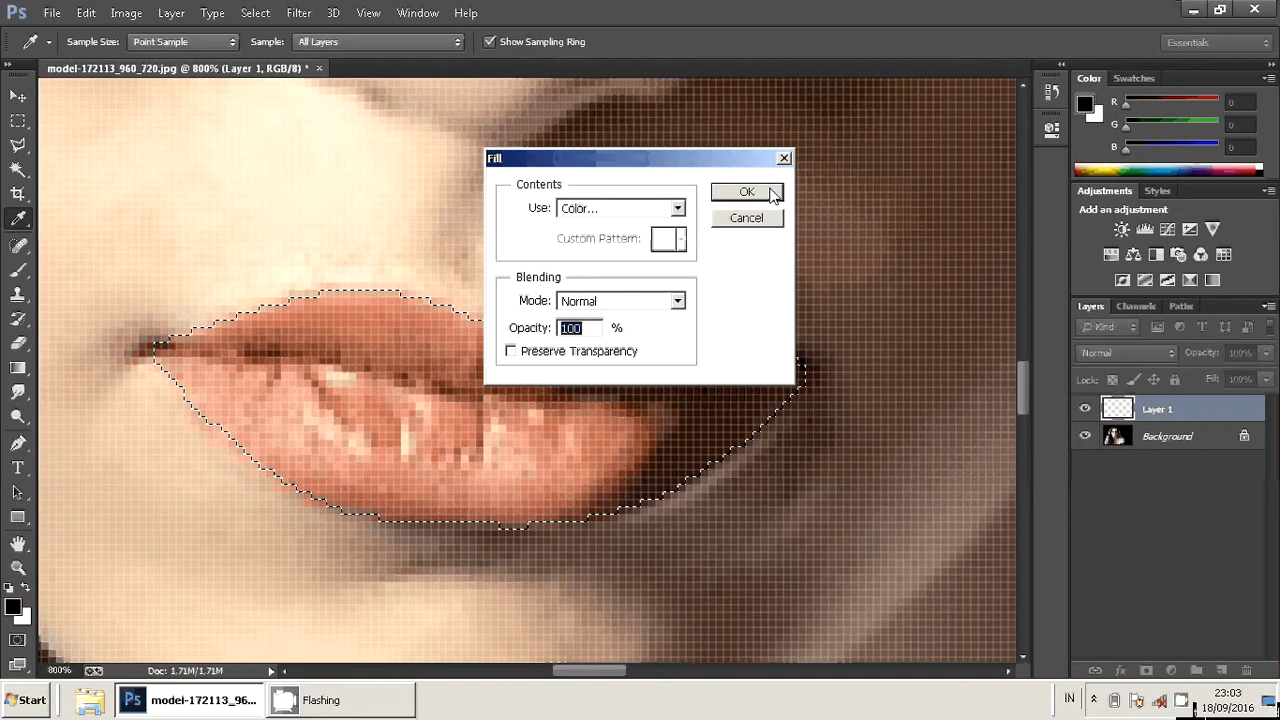 Ps File Edit Image Layer Type Select Filter 3D View Window Help
Sample Size: Point Sample Sample: All Layers Show Sampling Ring Essentials
model-172113_960_720.jpg @ 800% (Layer 1, RGB/8) * ×
Color Swatches
R 0
G 0
B 0
Adjustments Styles
Add an adjustment
Layers Channels Paths
Kind
Normal Opacity: 100%
Lock: Fill: 100%
Layer 1
Background
Fill
Contents
Use: Color...
Custom Pattern:
OK
Cancel
Blending
Mode: Normal
Opacity: 100 %
Preserve Transparency
800% Doc: 1,71M/1,71M
Start Ps model-172113_96... Flashing IN 23:03
18/09/2016